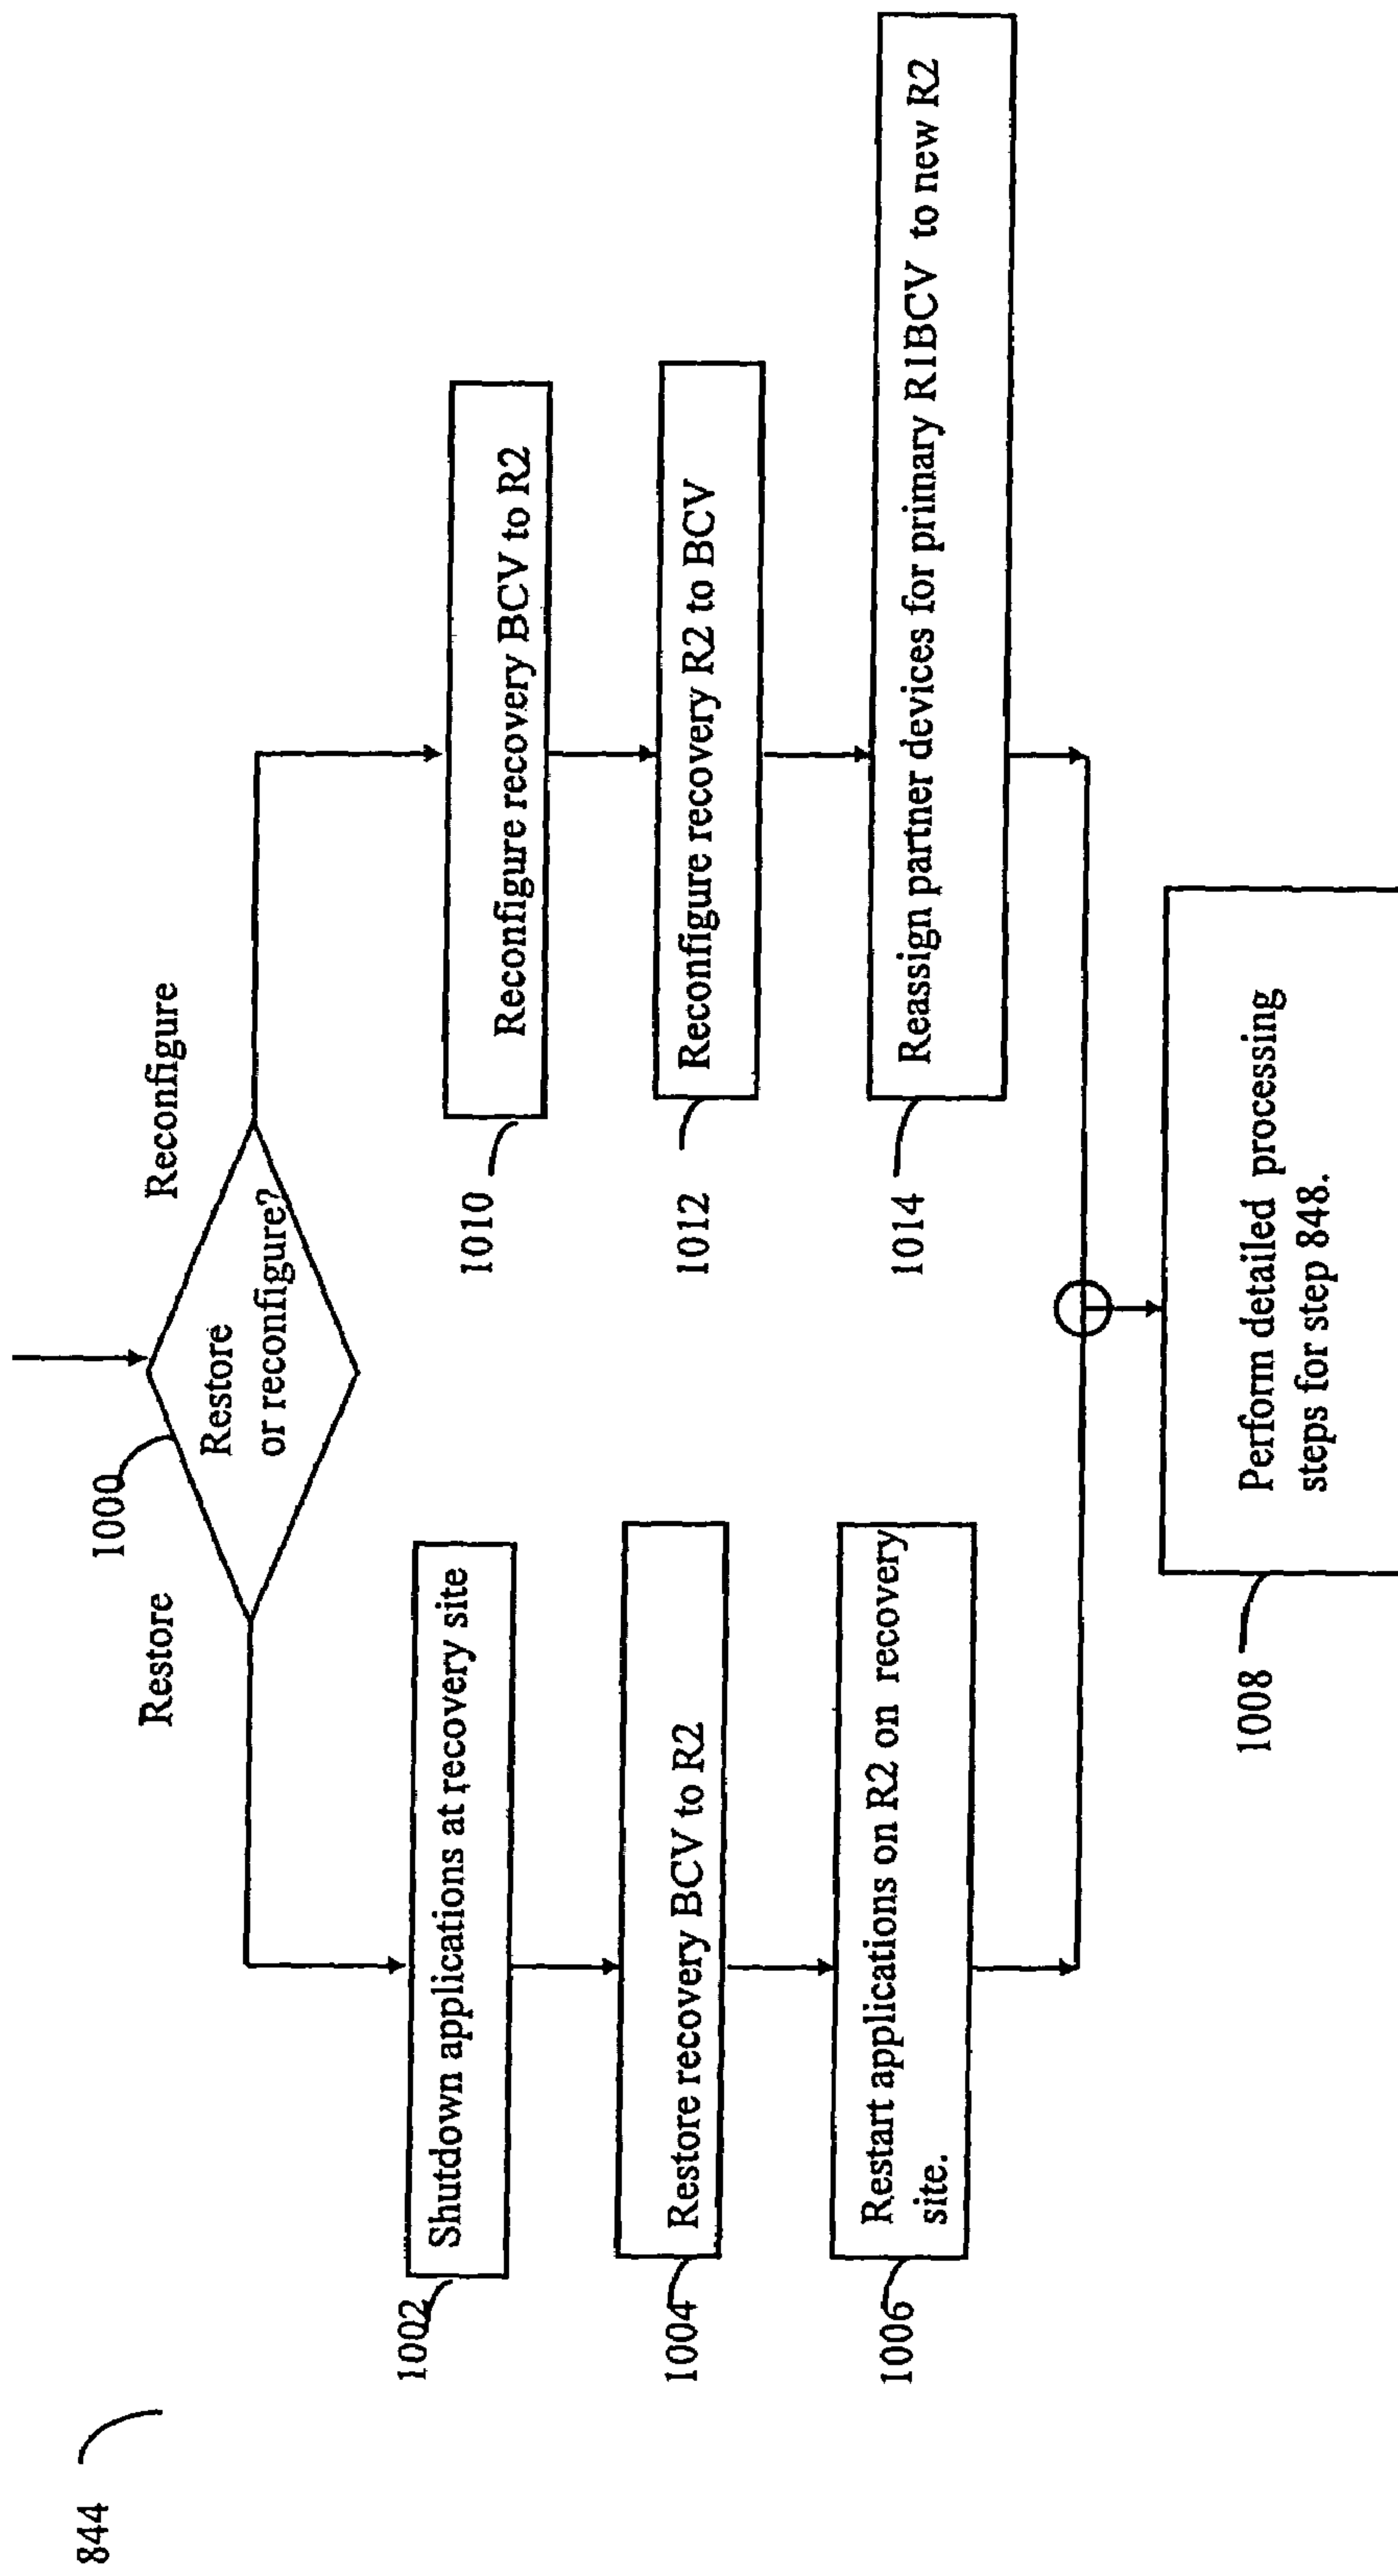 844
1000
Restore
Reconfigure
Restore
or reconfigure?
1002
Shutdown applications at recovery site
1004
Restore recovery BCV to R2
1006
Restart applications on R2 on recovery
site.
1010
Reconfigure recovery BCV to R2
1012
Reconfigure recovery R2 to BCV
1014
Reassign partner devices for primary R1BCV to new R2
1008
Perform detailed processing
steps for step 848.